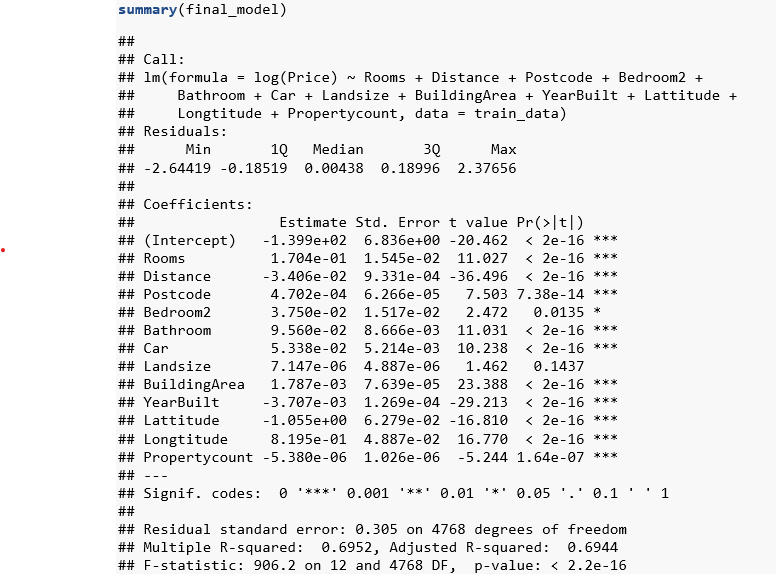 summary(final_model)
##
## Call:
## lm(formula = log(Price) ~ Rooms + Distance + Postcode + Bedroom2 +
##     Bathroom + Car + Landsize + BuildingArea + YearBuilt + Lattitude +
##     Longtitude + Propertycount, data = train_data)
## Residuals:
##      Min       1Q   Median       3Q      Max
## -2.64419 -0.18519  0.00438  0.18996  2.37656
##
## Coefficients:
##                 Estimate Std. Error t value Pr(>|t|)
## (Intercept)   -1.399e+02  6.836e+00 -20.462  < 2e-16 ***
## Rooms          1.704e-01  1.545e-02  11.027  < 2e-16 ***
## Distance      -3.406e-02  9.331e-04 -36.496  < 2e-16 ***
## Postcode       4.702e-04  6.266e-05   7.503 7.38e-14 ***
## Bedroom2       3.750e-02  1.517e-02   2.472   0.0135 *
## Bathroom       9.560e-02  8.666e-03  11.031  < 2e-16 ***
## Car            5.338e-02  5.214e-03  10.238  < 2e-16 ***
## Landsize       7.147e-06  4.887e-06   1.462   0.1437
## BuildingArea   1.787e-03  7.639e-05  23.388  < 2e-16 ***
## YearBuilt     -3.707e-03  1.269e-04 -29.213  < 2e-16 ***
## Lattitude     -1.055e+00  6.279e-02 -16.810  < 2e-16 ***
## Longtitude     8.195e-01  4.887e-02  16.770  < 2e-16 ***
## Propertycount -5.380e-06  1.026e-06  -5.244 1.64e-07 ***
## ---
## Signif. codes:  0 '***' 0.001 '**' 0.01 '*' 0.05 '.' 0.1 ' ' 1
##
## Residual standard error: 0.305 on 4768 degrees of freedom
## Multiple R-squared:  0.6952, Adjusted R-squared:  0.6944
## F-statistic: 906.2 on 12 and 4768 DF,  p-value: < 2.2e-16